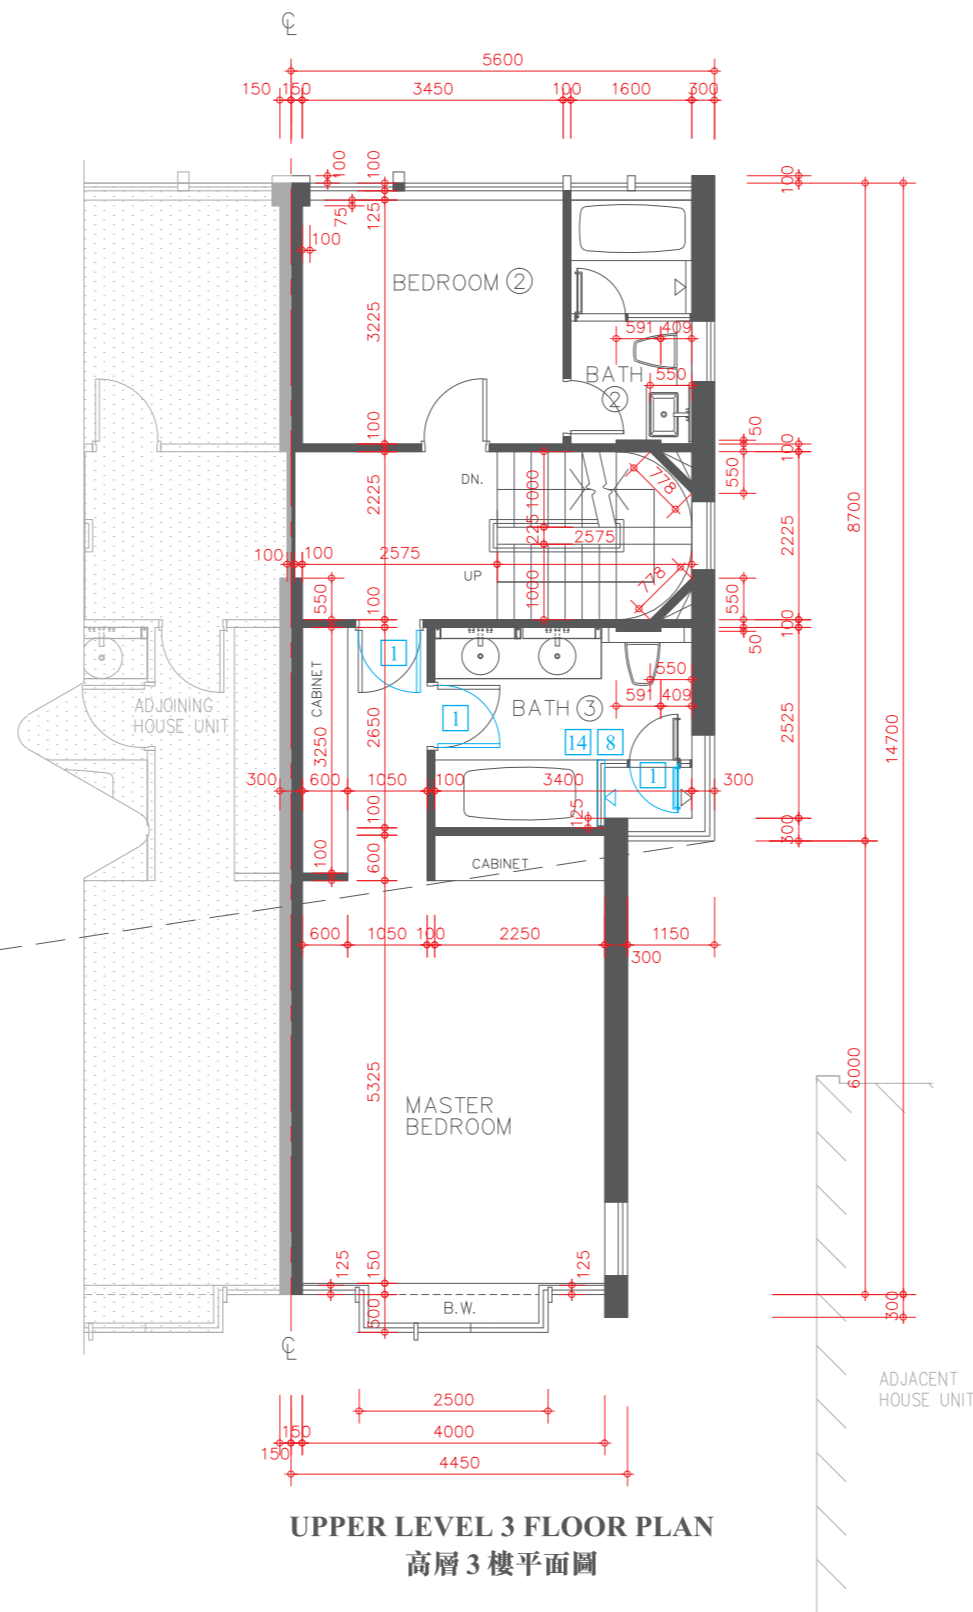 ℄
5600
150 150 3450 100 1600 300
100 100 100
75 125
100
BEDROOM ②
3225
591 409
BATH ②
550
50
100 100
DN.
2225 1000 778 550
8700
225 2575
100 100 2575
2225
UP
550 100 1000 778 550
100
50
1
CABINET
550
ADJOINING
HOUSE UNIT
591 409
1
BATH ③
3250 2650
2525
14700
14 8
1
300 600 1050 100 3400 300
100 125
300
100 600
CABINET
600 1050 100 2250 1150
300
5325
6000
MASTER
BEDROOM
125 150 125
500
B.W.
300
℄
ADJACENT
HOUSE UNIT
2500
150 4000
150
4450
UPPER LEVEL 3 FLOOR PLAN
高層 3 樓平面圖